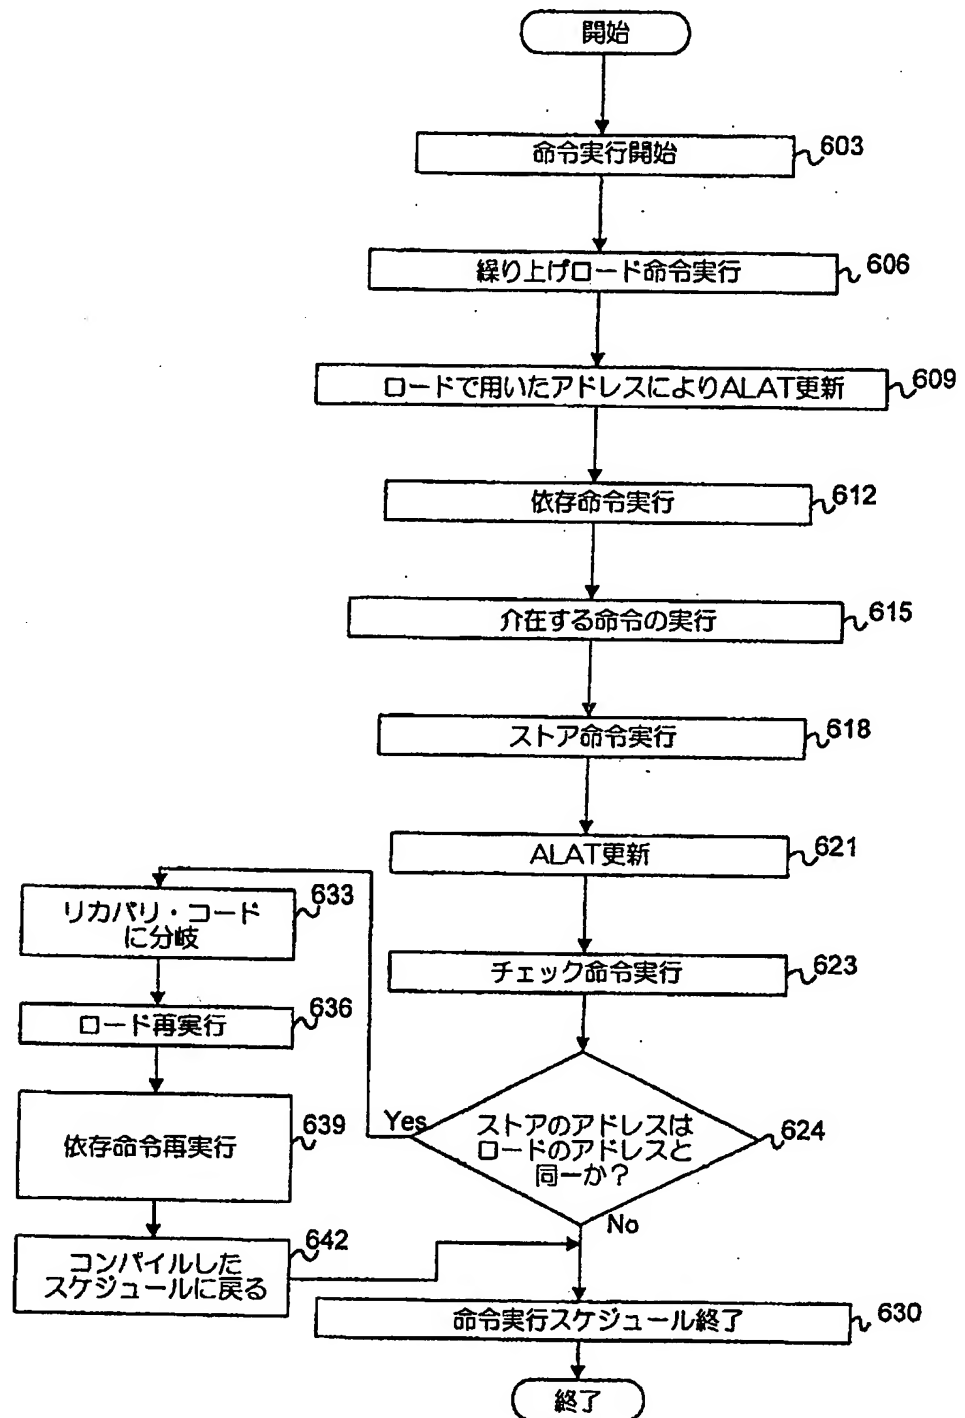 開始
命令実行開始
603
繰り上げロード命令実行
606
ロードで用いたアドレスによりALAT更新
609
依存命令実行
612
介在する命令の実行
615
ストア命令実行
618
ALAT更新
621
チェック命令実行
623
ストアのアドレスは
ロードのアドレスと
同一か？
624
Yes
No
リカバリ・コード
に分岐
633
ロード再実行
636
依存命令再実行
639
コンパイルした
スケジュールに戻る
642
命令実行スケジュール終了
630
終了